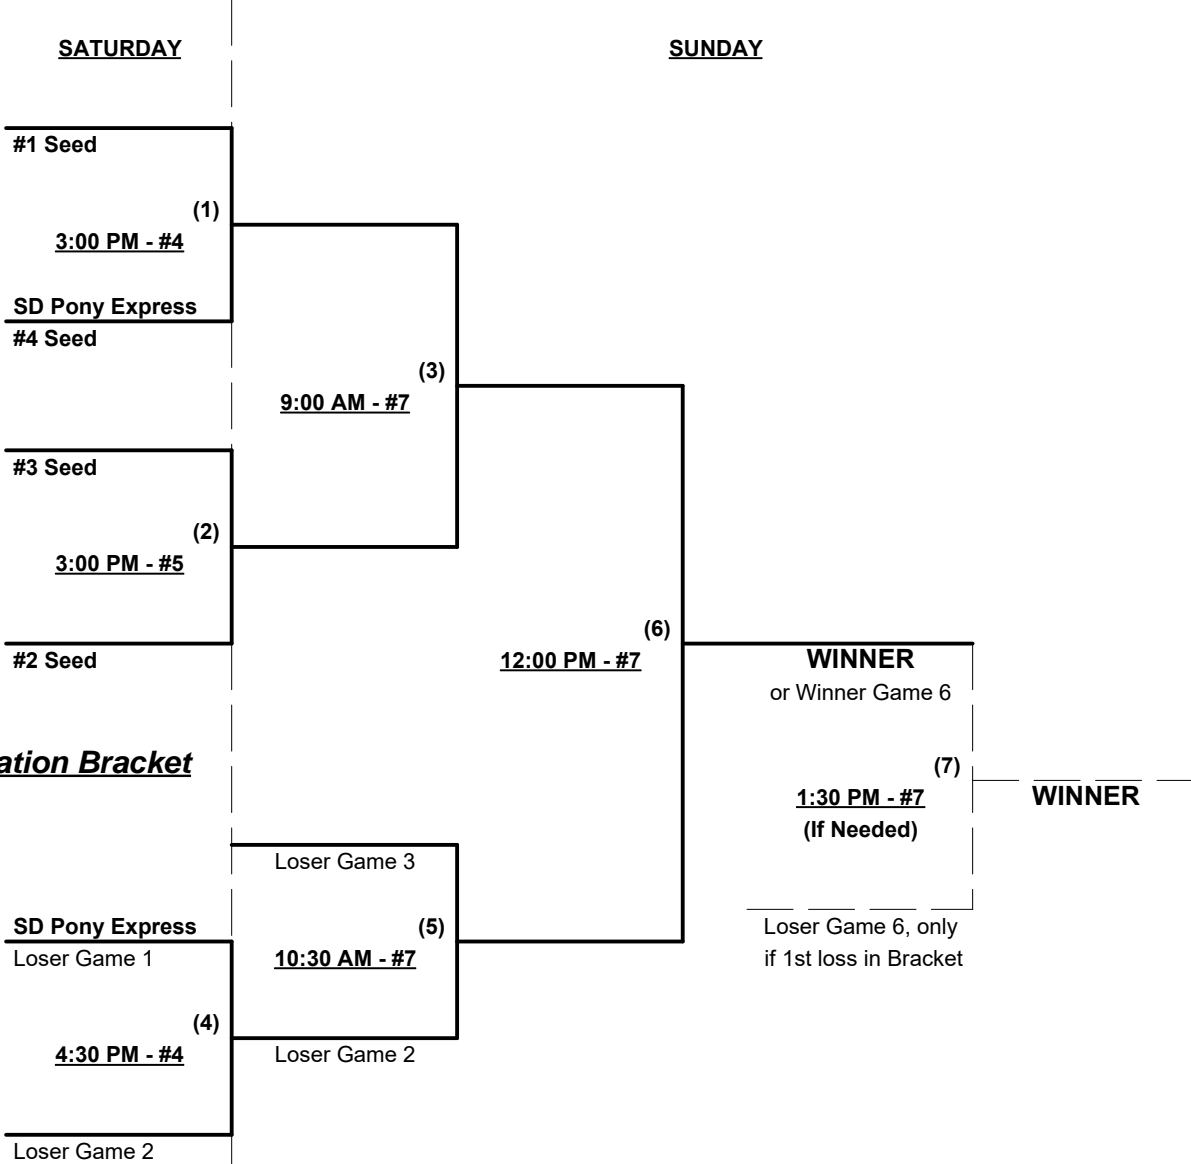 SATURDAY
SUNDAY
#1 Seed
(1)
3:00 PM - #4
SD Pony Express
#4 Seed
(3)
9:00 AM - #7
#3 Seed
(2)
3:00 PM - #5
#2 Seed
(6)
12:00 PM - #7
WINNER
or Winner Game 6
ation Bracket
(7)
1:30 PM - #7
(If Needed)
WINNER
Loser Game 3
SD Pony Express
Loser Game 1
(5)
10:30 AM - #7
Loser Game 6, only
if 1st loss in Bracket
(4)
4:30 PM - #4
Loser Game 2
Loser Game 2